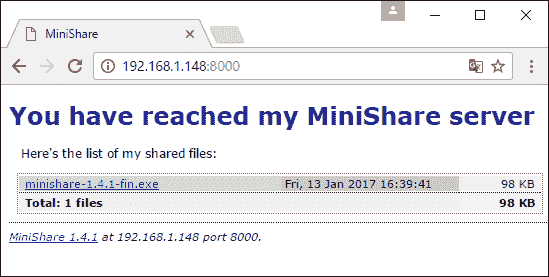 MiniShare
192.168.1.148:8000
You have reached my MiniShare server
Here's the list of my shared files:
minishare-1.4.1-fin.exe Fri, 13 Jan 2017 16:39:41 98 KB
Total: 1 files 98 KB
MiniShare 1.4.1 at 192.168.1.148 port 8000.